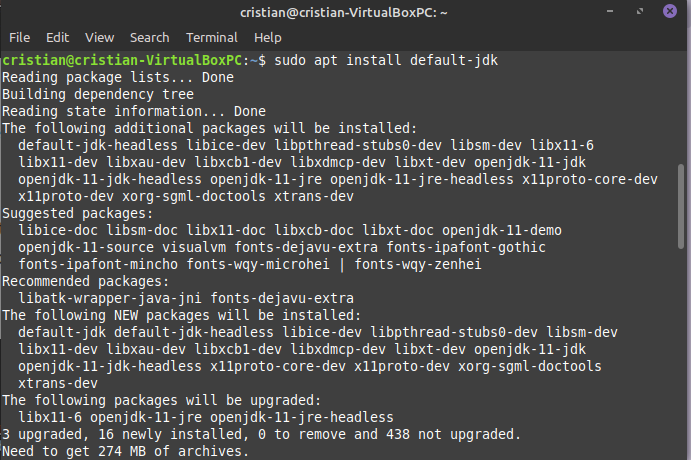 cristian@cristian-VirtualBoxPC: ~
File Edit View Search Terminal Help
cristian@cristian-VirtualBoxPC:~$ sudo apt install default-jdk
Reading package lists... Done
Building dependency tree
Reading state information... Done
The following additional packages will be installed:
  default-jdk-headless libice-dev libpthread-stubs0-dev libsm-dev libx11-6
  libx11-dev libxau-dev libxcb1-dev libxdmcp-dev libxt-dev openjdk-11-jdk
  openjdk-11-jdk-headless openjdk-11-jre openjdk-11-jre-headless x11proto-core-dev
  x11proto-dev xorg-sgml-doctools xtrans-dev
Suggested packages:
  libice-doc libsm-doc libx11-doc libxcb-doc libxt-doc openjdk-11-demo
  openjdk-11-source visualvm fonts-dejavu-extra fonts-ipafont-gothic
  fonts-ipafont-mincho fonts-wqy-microhei | fonts-wqy-zenhei
Recommended packages:
  libatk-wrapper-java-jni fonts-dejavu-extra
The following NEW packages will be installed:
  default-jdk default-jdk-headless libice-dev libpthread-stubs0-dev libsm-dev
  libx11-dev libxau-dev libxcb1-dev libxdmcp-dev libxt-dev openjdk-11-jdk
  openjdk-11-jdk-headless x11proto-core-dev x11proto-dev xorg-sgml-doctools
  xtrans-dev
The following packages will be upgraded:
  libx11-6 openjdk-11-jre openjdk-11-jre-headless
3 upgraded, 16 newly installed, 0 to remove and 438 not upgraded.
Need to get 274 MB of archives.